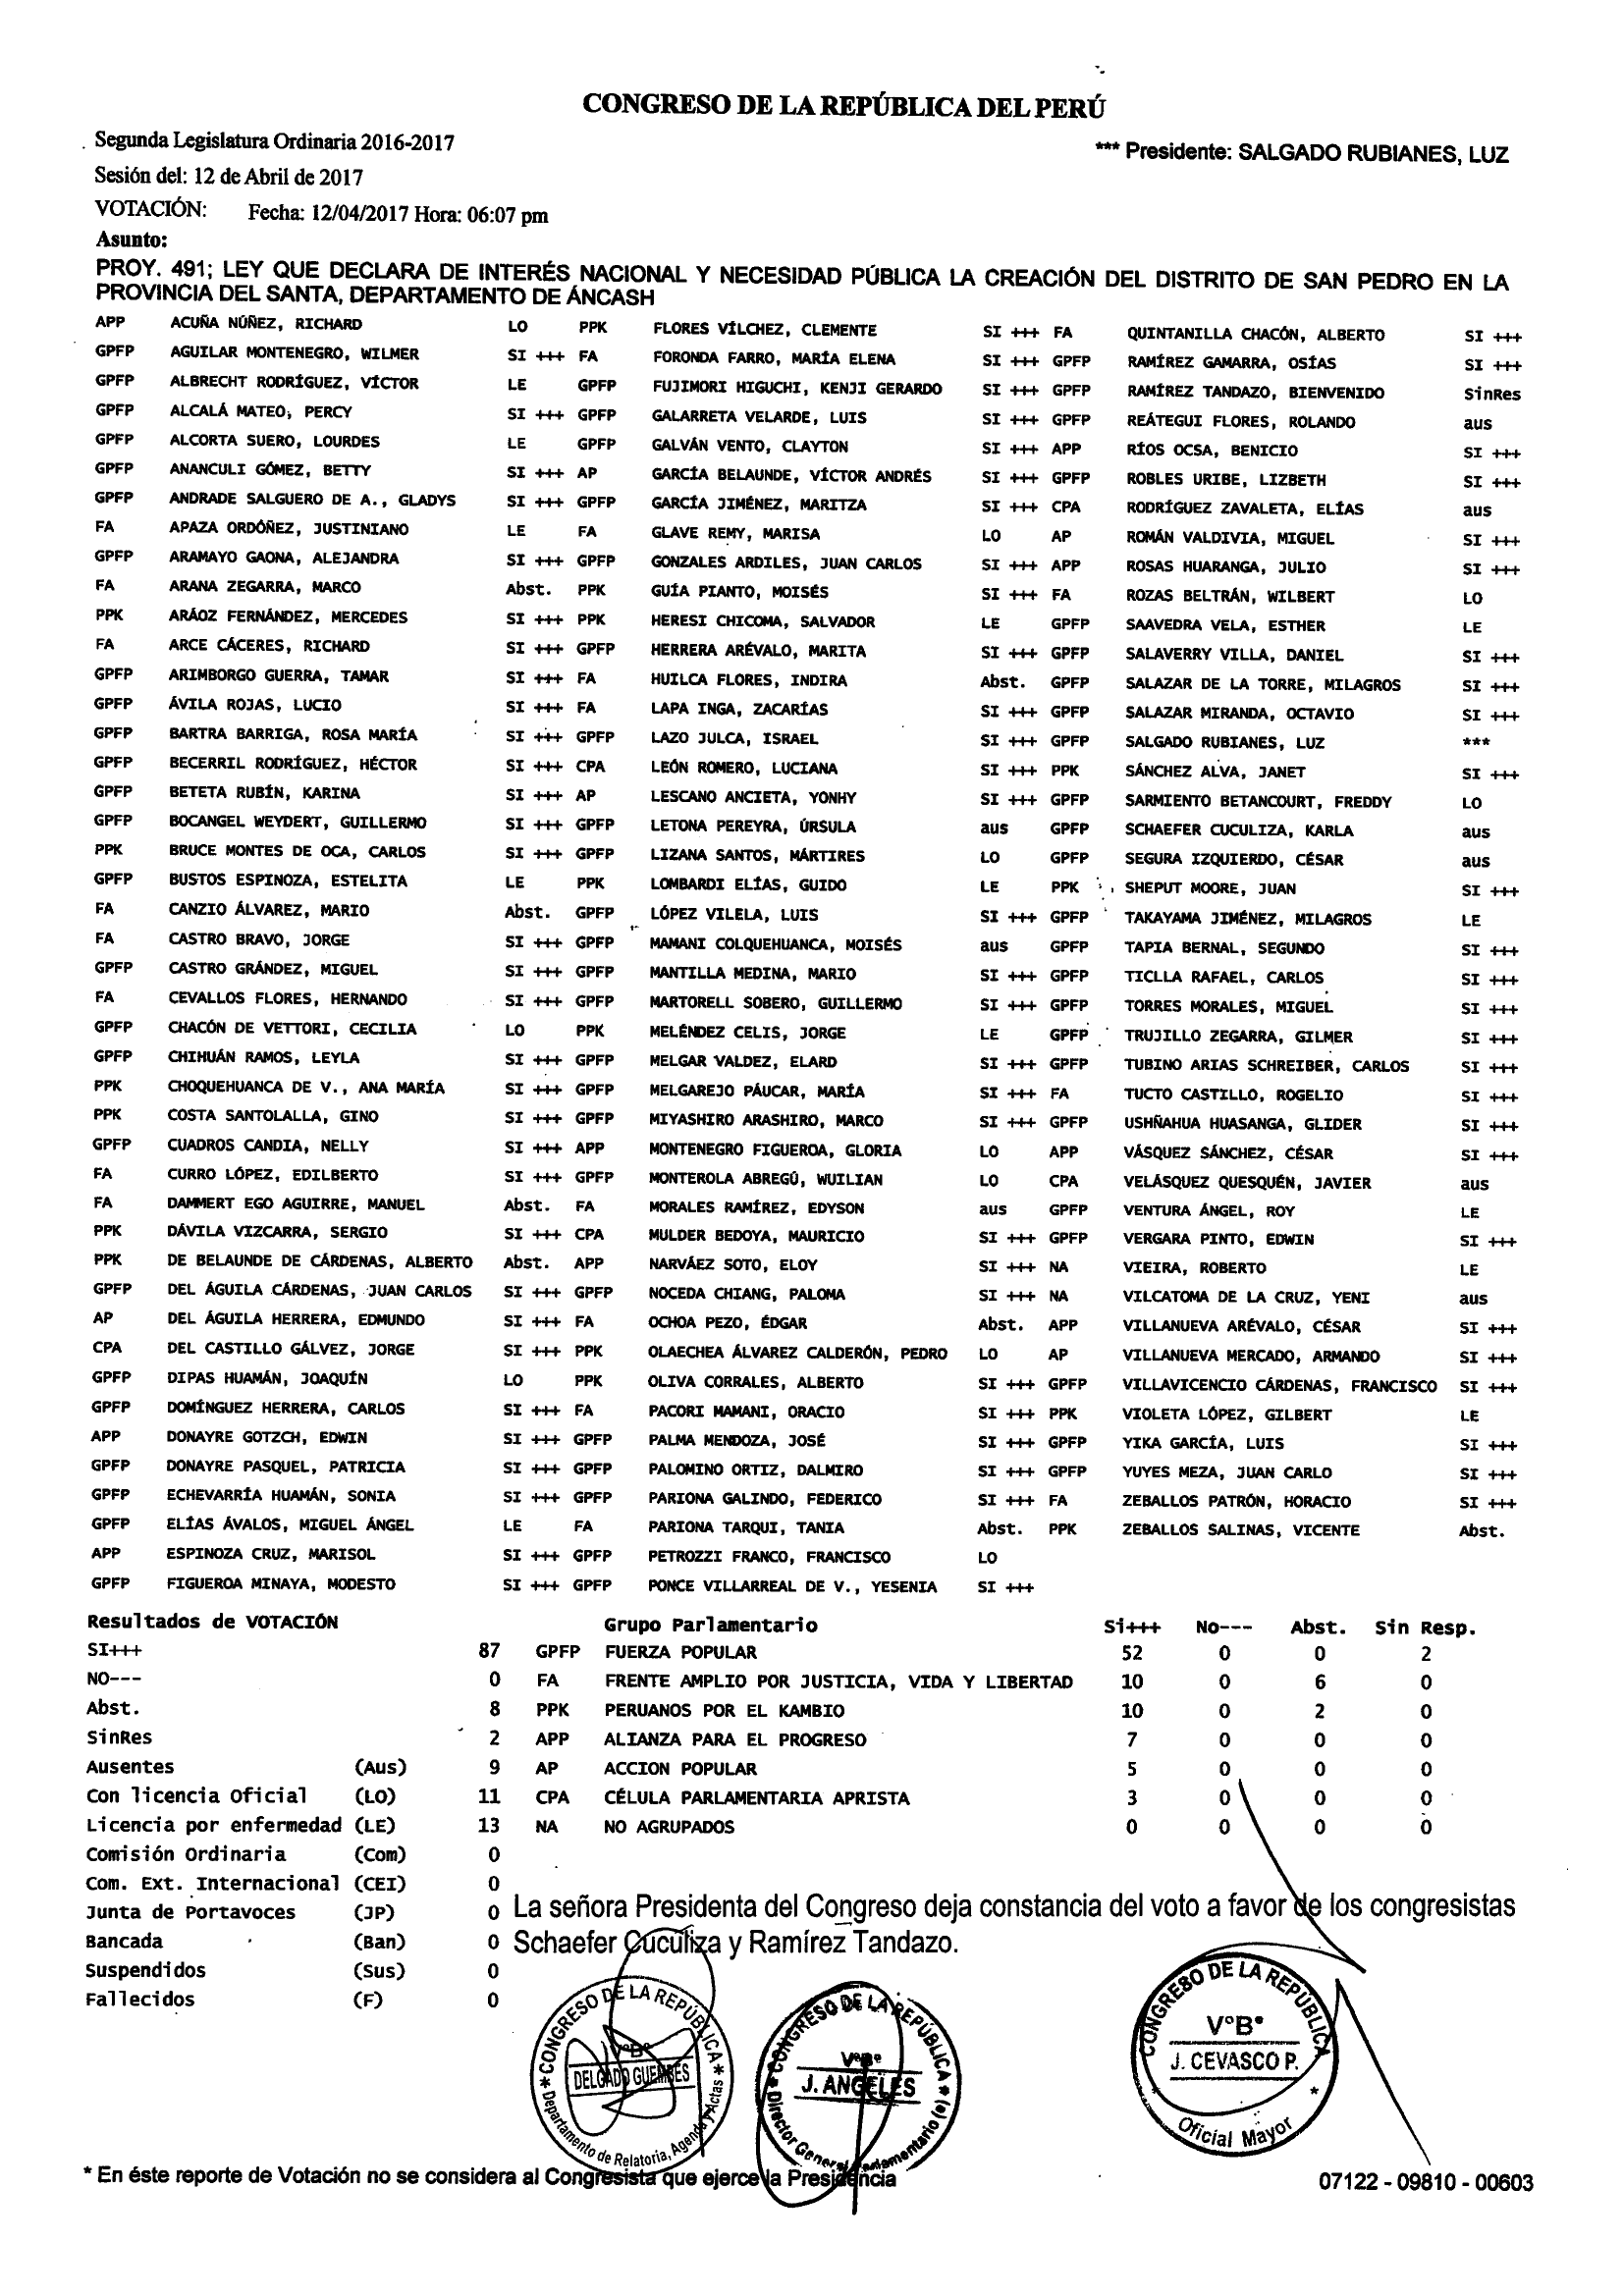 CONGRESO DE LA REPÚBLICA DEL PERÚ
Segunda Legislatura Ordinaria 2016-2017
*** Presidente: SALGADO RUBIANES, LUZ
Sesión del: 12 de Abril de 2017
VOTACIÓN: Fecha: 12/04/2017 Hora: 06:07 pm
Asunto:
PROY. 491; LEY QUE DECLARA DE INTERÉS NACIONAL Y NECESIDAD PÚBLICA LA CREACIÓN DEL DISTRITO DE SAN PEDRO EN LA
PROVINCIA DEL SANTA, DEPARTAMENTO DE ÁNCASH
APP ACUÑA NÚÑEZ, RICHARD LO PPK FLORES VÍLCHEZ, CLEMENTE SI +++ FA QUINTANILLA CHACÓN, ALBERTO SI +++
GPFP AGUILAR MONTENEGRO, WILMER SI +++ FA FORONDA FARRO, MARÍA ELENA SI +++ GPFP RAMÍREZ GAMARRA, OSÍAS SI +++
GPFP ALBRECHT RODRÍGUEZ, VÍCTOR LE GPFP FUJIMORI HIGUCHI, KENJI GERARDO SI +++ GPFP RAMÍREZ TANDAZO, BIENVENIDO SinRes
GPFP ALCALÁ MATEO, PERCY SI +++ GPFP GALARRETA VELARDE, LUIS SI +++ GPFP REÁTEGUI FLORES, ROLANDO aus
GPFP ALCORTA SUERO, LOURDES LE GPFP GALVÁN VENTO, CLAYTON SI +++ APP RÍOS OCSA, BENICIO SI +++
GPFP ANANCULI GÓMEZ, BETTY SI +++ AP GARCÍA BELAUNDE, VÍCTOR ANDRÉS SI +++ GPFP ROBLES URIBE, LIZBETH SI +++
GPFP ANDRADE SALGUERO DE A., GLADYS SI +++ GPFP GARCÍA JIMÉNEZ, MARITZA SI +++ CPA RODRÍGUEZ ZAVALETA, ELÍAS aus
FA APAZA ORDÓÑEZ, JUSTINIANO LE FA GLAVE REMY, MARISA LO AP ROMÁN VALDIVIA, MIGUEL SI +++
GPFP ARAMAYO GAONA, ALEJANDRA SI +++ GPFP GONZALES ARDILES, JUAN CARLOS SI +++ APP ROSAS HUARANGA, JULIO SI +++
FA ARANA ZEGARRA, MARCO Abst. PPK GUÍA PIANTO, MOISÉS SI +++ FA ROZAS BELTRÁN, WILBERT LO
PPK ARÁOZ FERNÁNDEZ, MERCEDES SI +++ PPK HERESI CHICOMA, SALVADOR LE GPFP SAAVEDRA VELA, ESTHER LE
FA ARCE CÁCERES, RICHARD SI +++ GPFP HERRERA ARÉVALO, MARITA SI +++ GPFP SALAVERRY VILLA, DANIEL SI +++
GPFP ARIMBORGO GUERRA, TAMAR SI +++ FA HUILCA FLORES, INDIRA Abst. GPFP SALAZAR DE LA TORRE, MILAGROS SI +++
GPFP ÁVILA ROJAS, LUCIO SI +++ FA LAPA INGA, ZACARÍAS SI +++ GPFP SALAZAR MIRANDA, OCTAVIO SI +++
GPFP BARTRA BARRIGA, ROSA MARÍA SI +++ GPFP LAZO JULCA, ISRAEL SI +++ GPFP SALGADO RUBIANES, LUZ ***
GPFP BECERRIL RODRÍGUEZ, HÉCTOR SI +++ CPA LEÓN ROMERO, LUCIANA SI +++ PPK SÁNCHEZ ALVA, JANET SI +++
GPFP BETETA RUBÍN, KARINA SI +++ AP LESCANO ANCIETA, YONHY SI +++ GPFP SARMIENTO BETANCOURT, FREDDY LO
GPFP BOCANGEL WEYDERT, GUILLERMO SI +++ GPFP LETONA PEREYRA, ÚRSULA aus GPFP SCHAEFER CUCULIZA, KARLA aus
PPK BRUCE MONTES DE OCA, CARLOS SI +++ GPFP LIZANA SANTOS, MÁRTIRES LO GPFP SEGURA IZQUIERDO, CÉSAR aus
GPFP BUSTOS ESPINOZA, ESTELITA LE PPK LOMBARDI ELÍAS, GUIDO LE PPK SHEPUT MOORE, JUAN SI +++
FA CANZIO ÁLVAREZ, MARIO Abst. GPFP LÓPEZ VILELA, LUIS SI +++ GPFP TAKAYAMA JIMÉNEZ, MILAGROS LE
FA CASTRO BRAVO, JORGE SI +++ GPFP MAMANI COLQUEHUANCA, MOISÉS aus GPFP TAPIA BERNAL, SEGUNDO SI +++
GPFP CASTRO GRÁNDEZ, MIGUEL SI +++ GPFP MANTILLA MEDINA, MARIO SI +++ GPFP TICLLA RAFAEL, CARLOS SI +++
FA CEVALLOS FLORES, HERNANDO SI +++ GPFP MARTORELL SOBERO, GUILLERMO SI +++ GPFP TORRES MORALES, MIGUEL SI +++
GPFP CHACÓN DE VETTORI, CECILIA LO PPK MELÉNDEZ CELIS, JORGE LE GPFP TRUJILLO ZEGARRA, GILMER SI +++
GPFP CHIHUÁN RAMOS, LEYLA SI +++ GPFP MELGAR VALDEZ, ELARD SI +++ GPFP TUBINO ARIAS SCHREIBER, CARLOS SI +++
PPK CHOQUEHUANCA DE V., ANA MARÍA SI +++ GPFP MELGAREJO PÁUCAR, MARÍA SI +++ FA TUCTO CASTILLO, ROGELIO SI +++
PPK COSTA SANTOLALLA, GINO SI +++ GPFP MIYASHIRO ARASHIRO, MARCO SI +++ GPFP USHÑAHUA HUASANGA, GLIDER SI +++
GPFP CUADROS CANDIA, NELLY SI +++ APP MONTENEGRO FIGUEROA, GLORIA LO APP VÁSQUEZ SÁNCHEZ, CÉSAR SI +++
FA CURRO LÓPEZ, EDILBERTO SI +++ GPFP MONTEROLA ABREGÚ, WUILIAN LO CPA VELÁSQUEZ QUESQUÉN, JAVIER aus
FA DAMMERT EGO AGUIRRE, MANUEL Abst. FA MORALES RAMÍREZ, EDYSON aus GPFP VENTURA ÁNGEL, ROY LE
PPK DÁVILA VIZCARRA, SERGIO SI +++ CPA MULDER BEDOYA, MAURICIO SI +++ GPFP VERGARA PINTO, EDWIN SI +++
PPK DE BELAUNDE DE CÁRDENAS, ALBERTO Abst. APP NARVÁEZ SOTO, ELOY SI +++ NA VIEIRA, ROBERTO LE
GPFP DEL ÁGUILA CÁRDENAS, JUAN CARLOS SI +++ GPFP NOCEDA CHIANG, PALOMA SI +++ NA VILCATOMA DE LA CRUZ, YENI aus
AP DEL ÁGUILA HERRERA, EDMUNDO SI +++ FA OCHOA PEZO, ÉDGAR Abst. APP VILLANUEVA ARÉVALO, CÉSAR SI +++
CPA DEL CASTILLO GÁLVEZ, JORGE SI +++ PPK OLAECHEA ÁLVAREZ CALDERÓN, PEDRO LO AP VILLANUEVA MERCADO, ARMANDO SI +++
GPFP DIPAS HUAMÁN, JOAQUÍN LO PPK OLIVA CORRALES, ALBERTO SI +++ GPFP VILLAVICENCIO CÁRDENAS, FRANCISCO SI +++
GPFP DOMÍNGUEZ HERRERA, CARLOS SI +++ FA PACORI MAMANI, ORACIO SI +++ PPK VIOLETA LÓPEZ, GILBERT LE
APP DONAYRE GOTZCH, EDWIN SI +++ GPFP PALMA MENDOZA, JOSÉ SI +++ GPFP YIKA GARCÍA, LUIS SI +++
GPFP DONAYRE PASQUEL, PATRICIA SI +++ GPFP PALOMINO ORTIZ, DALMIRO SI +++ GPFP YUYES MEZA, JUAN CARLO SI +++
GPFP ECHEVARRÍA HUAMÁN, SONIA SI +++ GPFP PARIONA GALINDO, FEDERICO SI +++ FA ZEBALLOS PATRÓN, HORACIO SI +++
GPFP ELÍAS ÁVALOS, MIGUEL ÁNGEL LE FA PARIONA TARQUI, TANIA Abst. PPK ZEBALLOS SALINAS, VICENTE Abst.
APP ESPINOZA CRUZ, MARISOL SI +++ GPFP PETROZZI FRANCO, FRANCISCO LO
GPFP FIGUEROA MINAYA, MODESTO SI +++ GPFP PONCE VILLARREAL DE V., YESENIA SI +++
Resultados de VOTACIÓN Grupo Parlamentario Si+++ No--- Abst. Sin Resp.
SI+++ 87 GPFP FUERZA POPULAR 52 0 0 2
NO--- 0 FA FRENTE AMPLIO POR JUSTICIA, VIDA Y LIBERTAD 10 0 6 0
Abst. 8 PPK PERUANOS POR EL KAMBIO 10 0 2 0
SinRes 2 APP ALIANZA PARA EL PROGRESO 7 0 0 0
Ausentes (Aus) 9 AP ACCION POPULAR 5 0 0 0
Con licencia Oficial (LO) 11 CPA CÉLULA PARLAMENTARIA APRISTA 3 0 0 0
Licencia por enfermedad (LE) 13 NA NO AGRUPADOS 0 0 0 0
Comisión Ordinaria (Com) 0
Com. Ext. Internacional (CEI) 0
Junta de Portavoces (JP) 0
Bancada (Ban) 0
Suspendidos (Sus) 0
Fallecidos (F) 0
La señora Presidenta del Congreso deja constancia del voto a favor de los congresistas
Schaefer Cuculiza y Ramírez Tandazo.
CONGRESO DE LA REPÚBLICA
V°B°
DELGADO GUEMBES
Departamento de Relatoría, Agenda y Actas
CONGRESO DE LA REPÚBLICA
V°B°
J. ANGELES
Director General Parlamentario (e)
CONGRESO DE LA REPÚBLICA
V°B°
J. CEVASCO P.
Oficial Mayor
* En éste reporte de Votación no se considera al Congresista que ejerce la Presidencia
07122 - 09810 - 00603